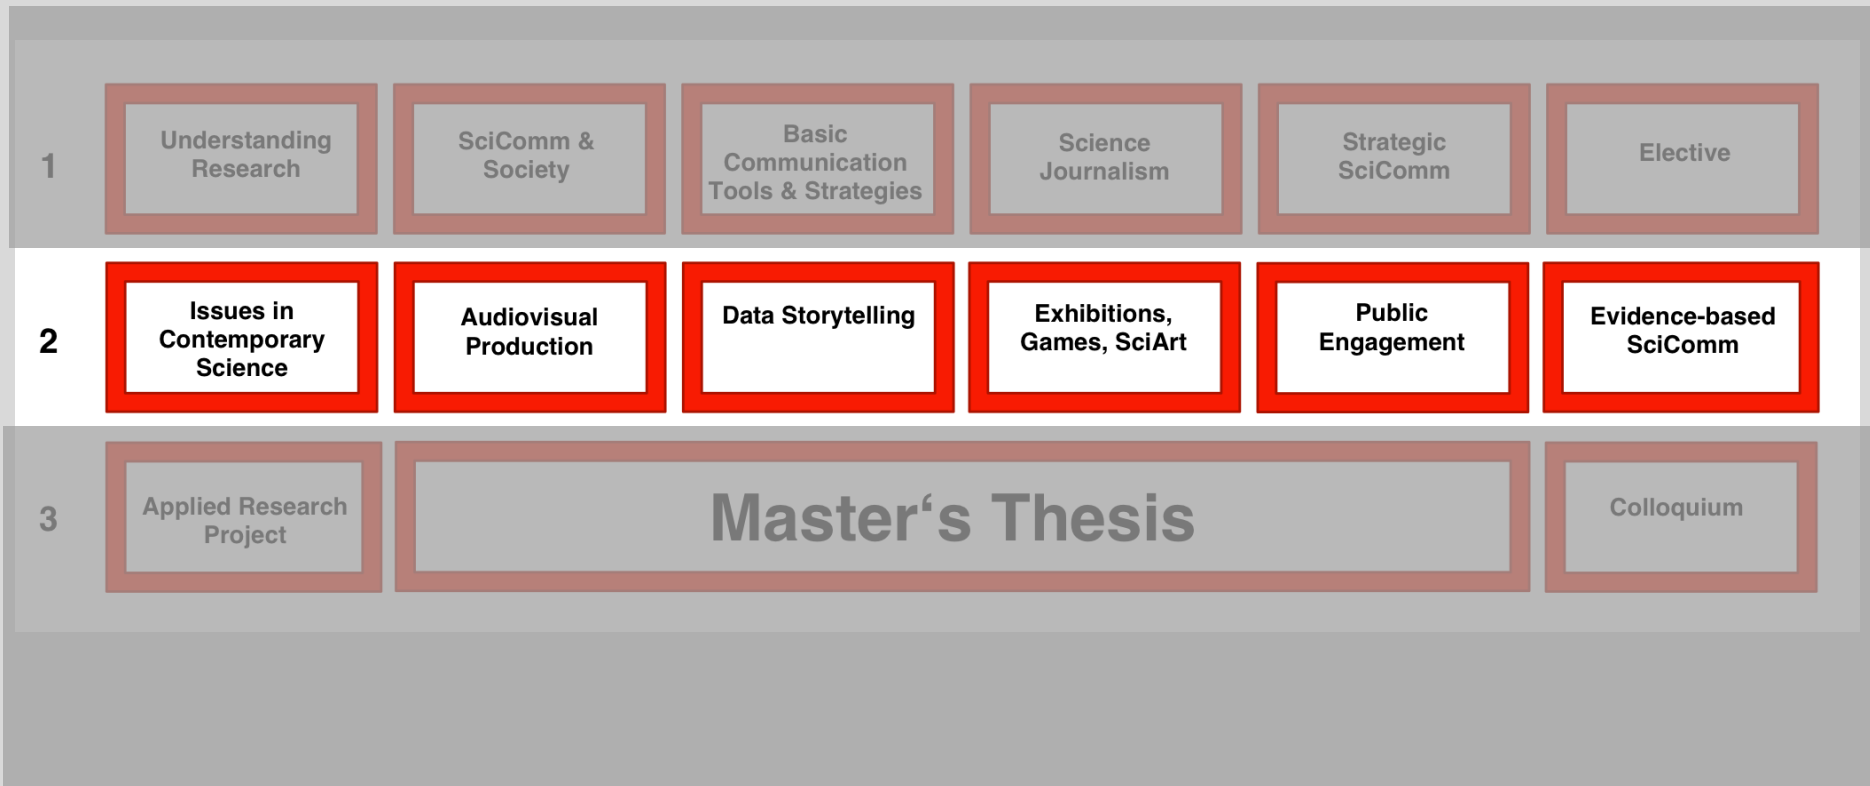 1
Understanding
Research
SciComm &
Society
Basic
Communication
Tools & Strategies
Science
Journalism
Strategic
SciComm
Elective
2
Issues in
Contemporary
Science
Audiovisual
Production
Data Storytelling
Exhibitions,
Games, SciArt
Public
Engagement
Evidence-based
SciComm
3
Applied Research
Project
Master‘s Thesis
Colloquium